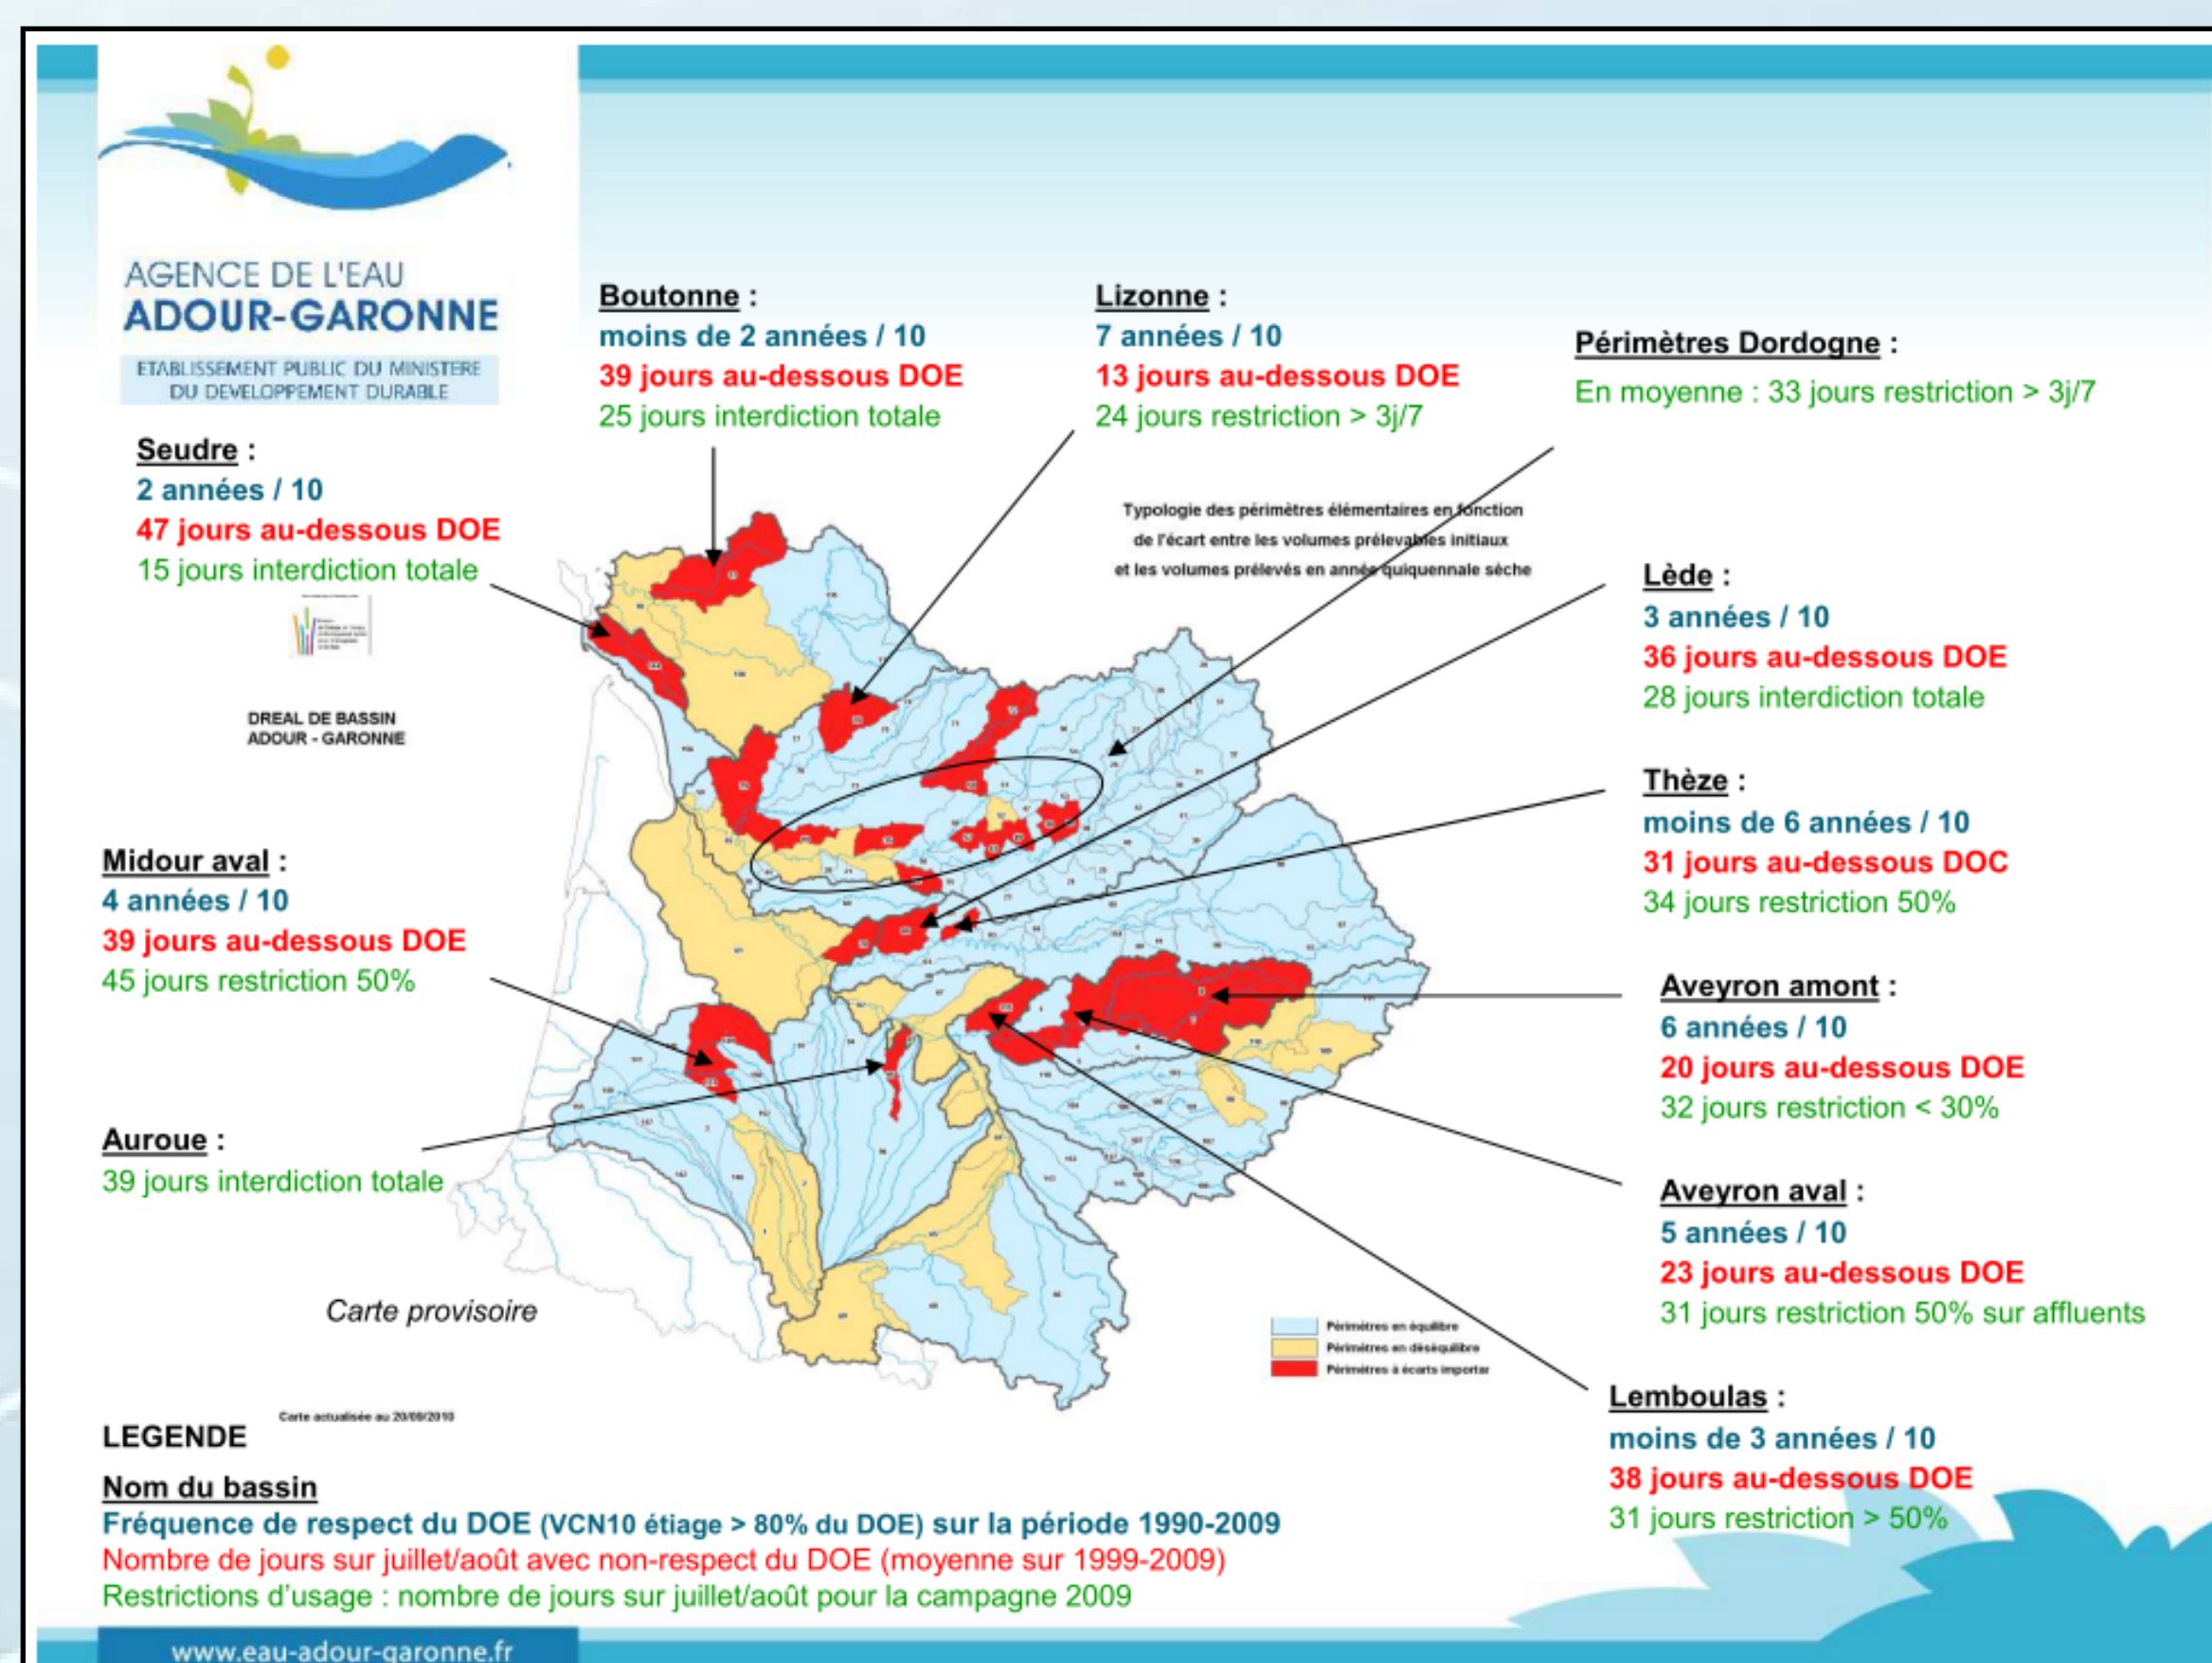 AGENCE DE L'EAU
ADOUR-GARONNE
ETABLISSEMENT PUBLIC DU MINISTERE
DU DEVELOPPEMENT DURABLE
Boutonne :
moins de 2 années / 10
39 jours au-dessous DOE
25 jours interdiction totale
Lizonne :
7 années / 10
13 jours au-dessous DOE
24 jours restriction > 3j/7
Périmètres Dordogne :
En moyenne : 33 jours restriction > 3j/7
Seudre :
2 années / 10
47 jours au-dessous DOE
15 jours interdiction totale
Typologie des périmètres élémentaires en fonction
de l'écart entre les volumes prélevables initiaux
et les volumes prélevés en année quiquennale sèche
DREAL DE BASSIN
ADOUR - GARONNE
Lède :
3 années / 10
36 jours au-dessous DOE
28 jours interdiction totale
Thèze :
moins de 6 années / 10
31 jours au-dessous DOC
34 jours restriction 50%
Midour aval :
4 années / 10
39 jours au-dessous DOE
45 jours restriction 50%
Aveyron amont :
6 années / 10
20 jours au-dessous DOE
32 jours restriction < 30%
Auroue :
39 jours interdiction totale
Aveyron aval :
5 années / 10
23 jours au-dessous DOE
31 jours restriction 50% sur affluents
Carte provisoire
Périmètres en équilibre
Périmètres en déséquilibre
Périmètres à écarts importar
Lemboulas :
moins de 3 années / 10
38 jours au-dessous DOE
31 jours restriction > 50%
Carte actualisée au 20/09/2010
LEGENDE
Nom du bassin
Fréquence de respect du DOE (VCN10 étiage > 80% du DOE) sur la période 1990-2009
Nombre de jours sur juillet/août avec non-respect du DOE (moyenne sur 1999-2009)
Restrictions d'usage : nombre de jours sur juillet/août pour la campagne 2009
www.eau-adour-garonne.fr